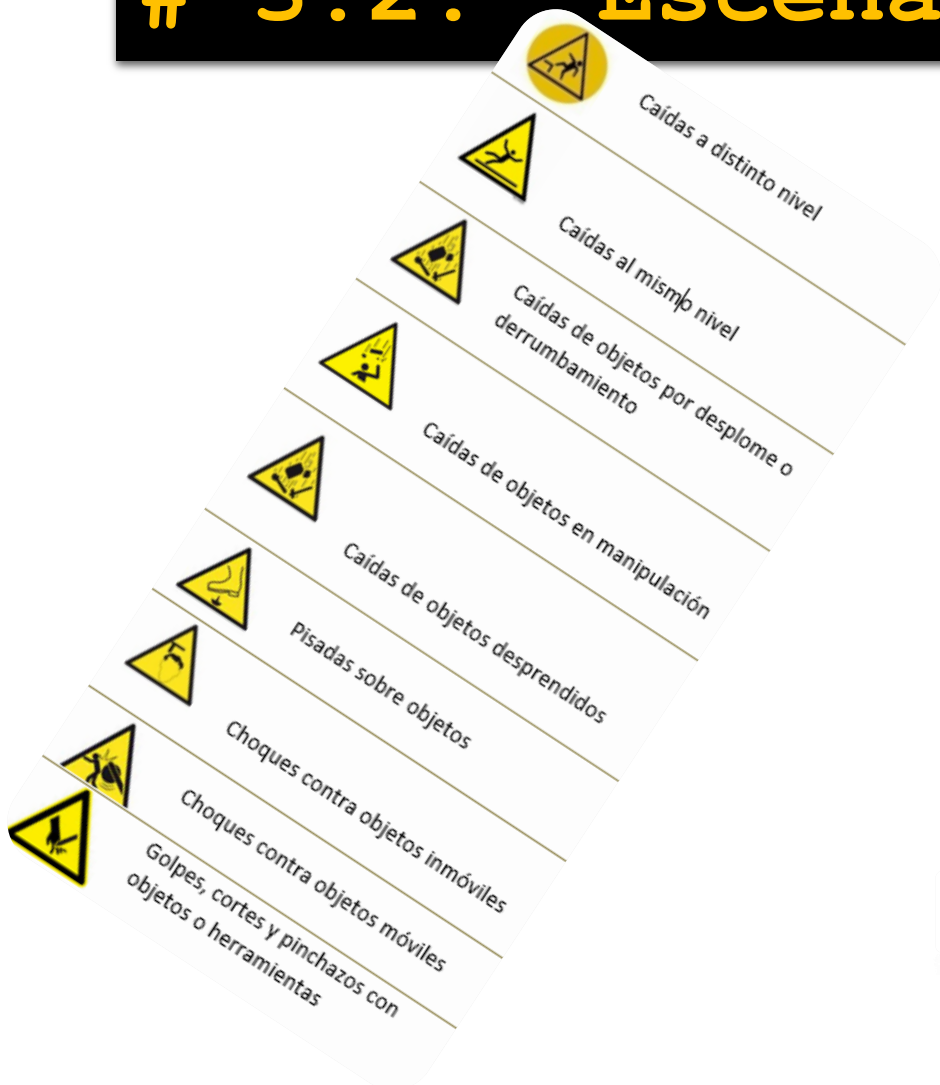 # 3.2. Escena
Caídas a distinto nivel
Caídas al mismo nivel
Caídas de objetos por desplome o
derrumbamiento
Caídas de objetos en manipulación
Caídas de objetos desprendidos
Pisadas sobre objetos
Choques contra objetos inmóviles
Choques contra objetos móviles
Golpes, cortes y pinchazos con
objetos o herramientas